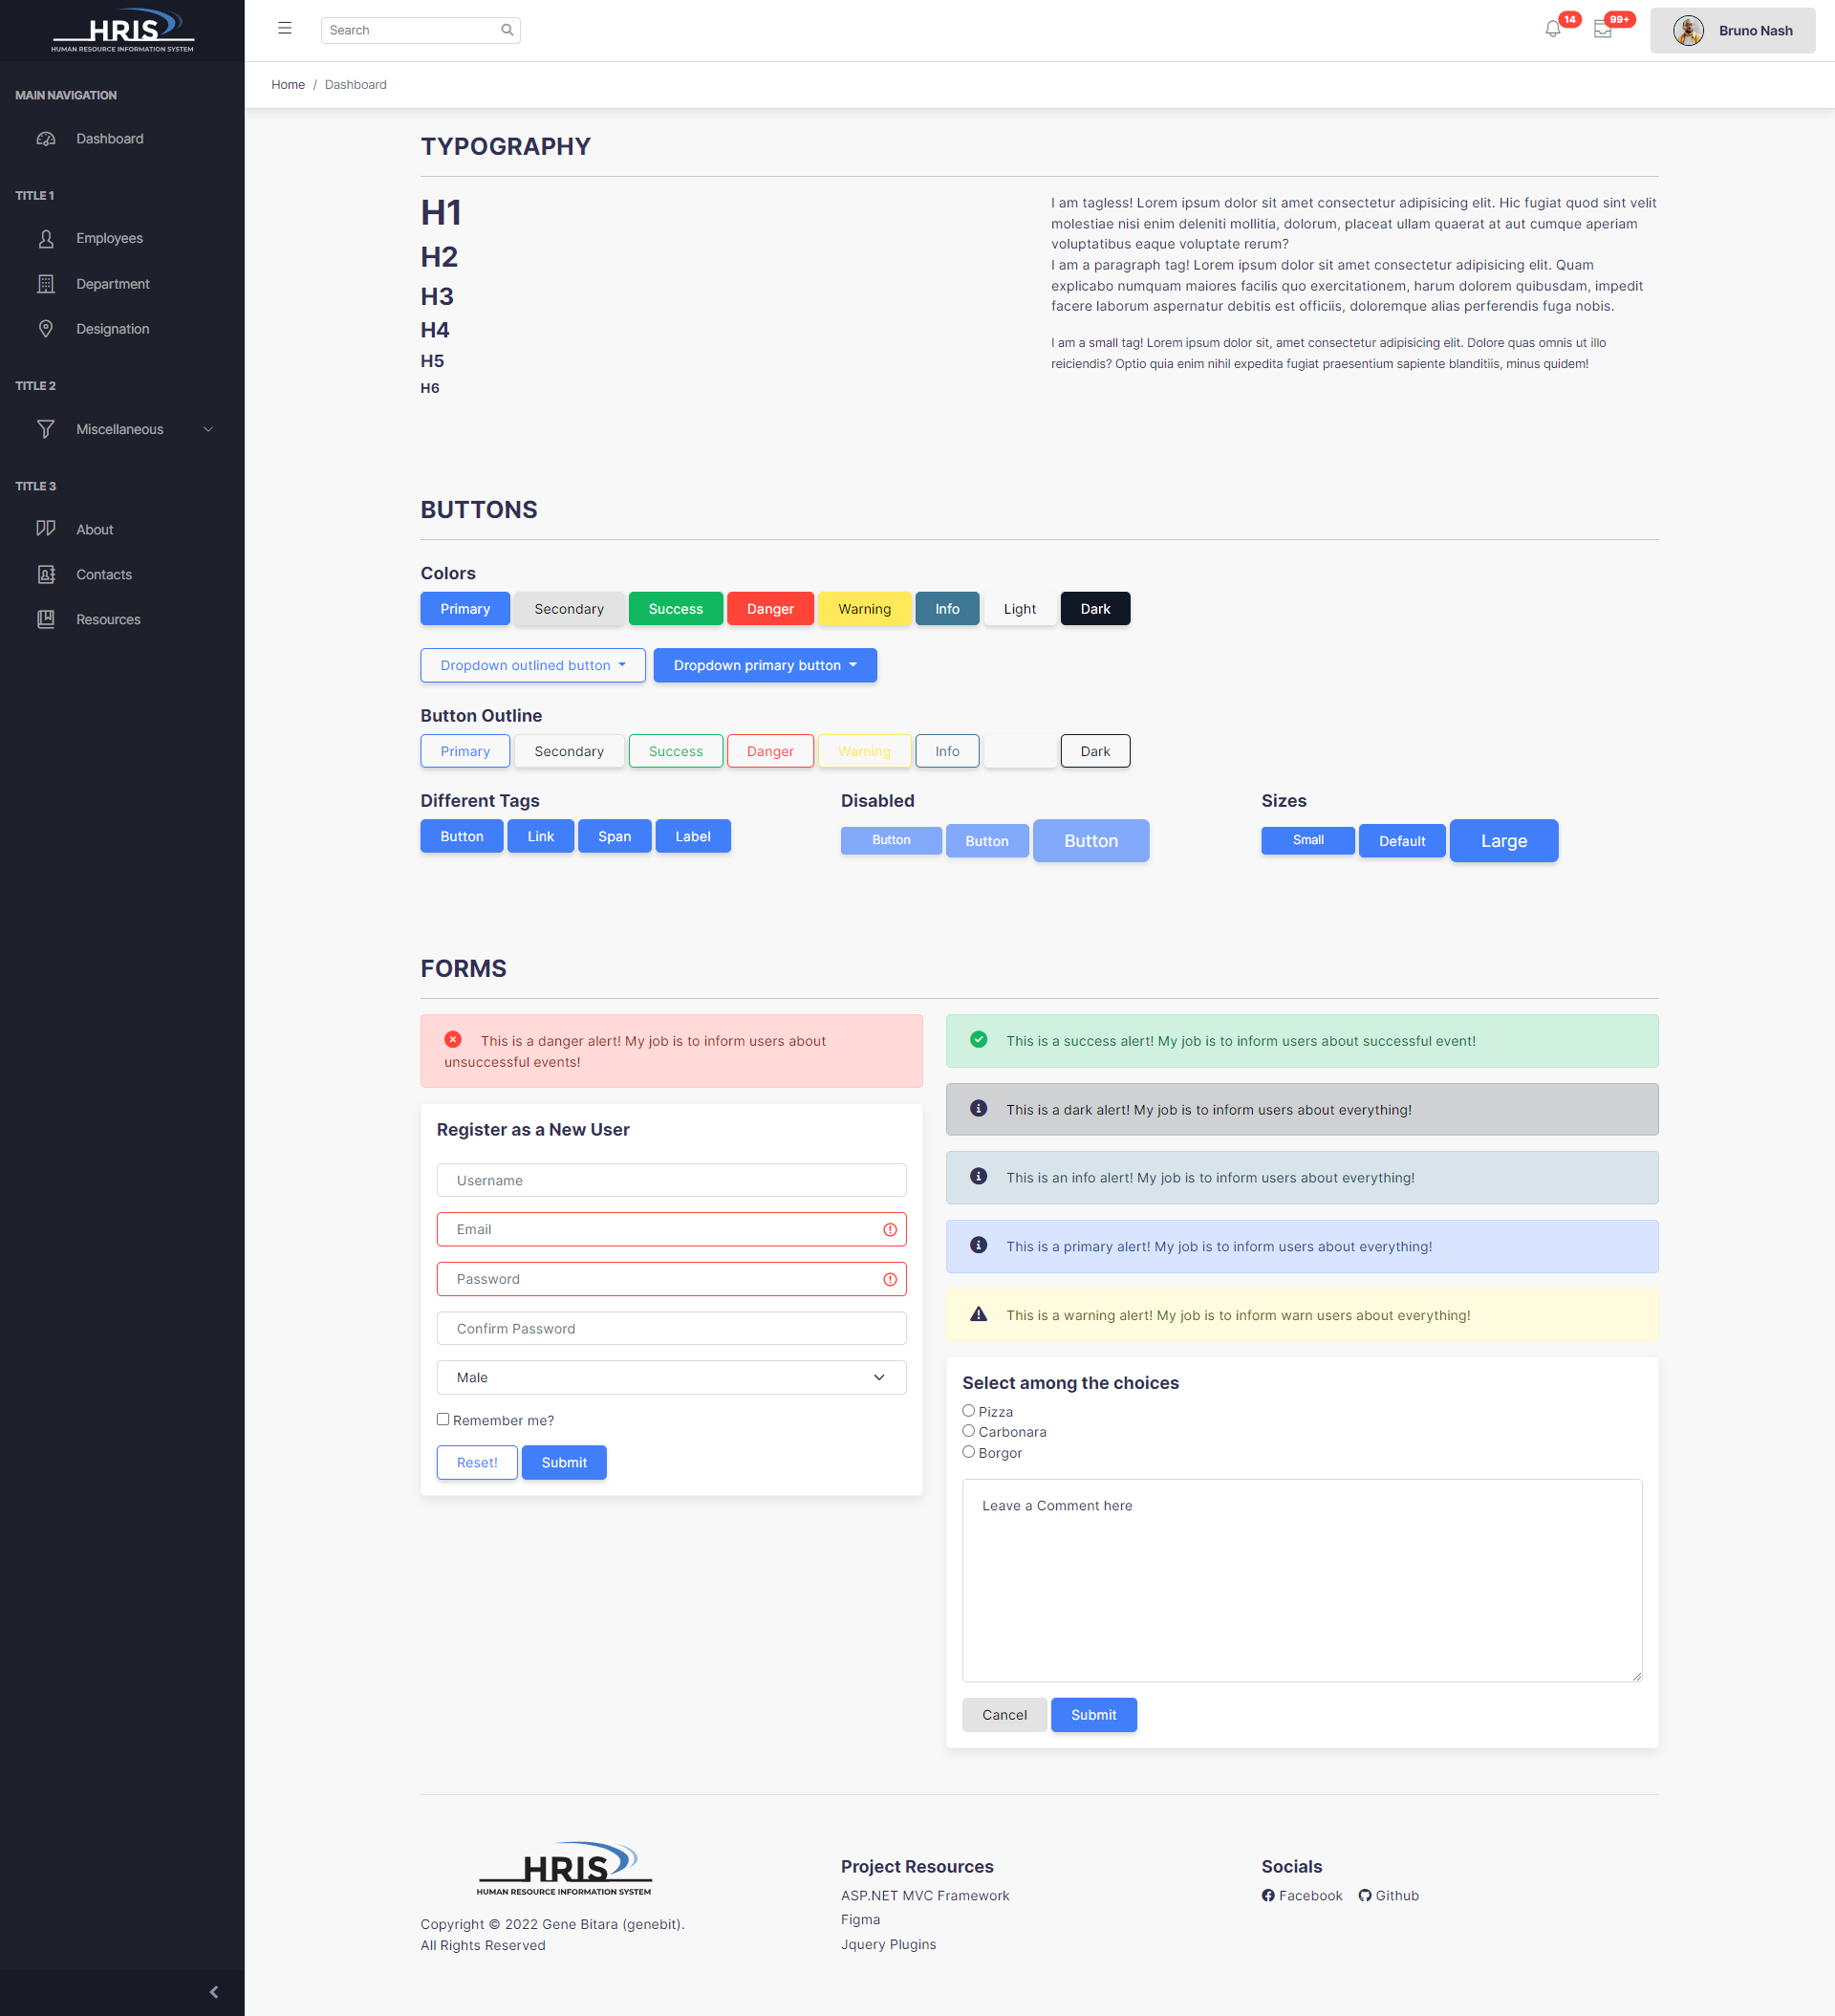 HRIS
HUMAN RESOURCE INFORMATION SYSTEM
Search
14
99+
Bruno Nash
Home / Dashboard
MAIN NAVIGATION
Dashboard
TITLE 1
Employees
Department
Designation
TITLE 2
Miscellaneous
TITLE 3
About
Contacts
Resources
TYPOGRAPHY
H1
H2
H3
H4
H5
H6
I am tagless! Lorem ipsum dolor sit amet consectetur adipisicing elit. Hic fugiat quod sint velit
molestiae nisi enim deleniti mollitia, dolorum, placeat ullam quaerat at aut cumque aperiam
voluptatibus eaque voluptate rerum?
I am a paragraph tag! Lorem ipsum dolor sit amet consectetur adipisicing elit. Quam
explicabo numquam maiores facilis quo exercitationem, harum dolorem quibusdam, impedit
facere laborum aspernatur debitis est officiis, doloremque alias perferendis fuga nobis.
I am a small tag! Lorem ipsum dolor sit, amet consectetur adipisicing elit. Dolore quas omnis ut illo
reiciendis? Optio quia enim nihil expedita fugiat praesentium sapiente blanditiis, minus quidem!
BUTTONS
Colors
Primary Secondary Success Danger Warning Info Light Dark
Dropdown outlined button Dropdown primary button
Button Outline
Primary Secondary Success Danger Warning Info Dark
Different Tags
Button Link Span Label
Disabled
Button Button Button
Sizes
Small Default Large
FORMS
This is a danger alert! My job is to inform users about
unsuccessful events!
Register as a New User
Username
Email
Password
Confirm Password
Male
Remember me?
Reset! Submit
This is a success alert! My job is to inform users about successful event!
This is a dark alert! My job is to inform users about everything!
This is an info alert! My job is to inform users about everything!
This is a primary alert! My job is to inform users about everything!
This is a warning alert! My job is to inform warn users about everything!
Select among the choices
Pizza
Carbonara
Borgor
Leave a Comment here
Cancel Submit
HRIS
HUMAN RESOURCE INFORMATION SYSTEM
Copyright © 2022 Gene Bitara (genebit).
All Rights Reserved
Project Resources
ASP.NET MVC Framework
Figma
Jquery Plugins
Socials
Facebook Github